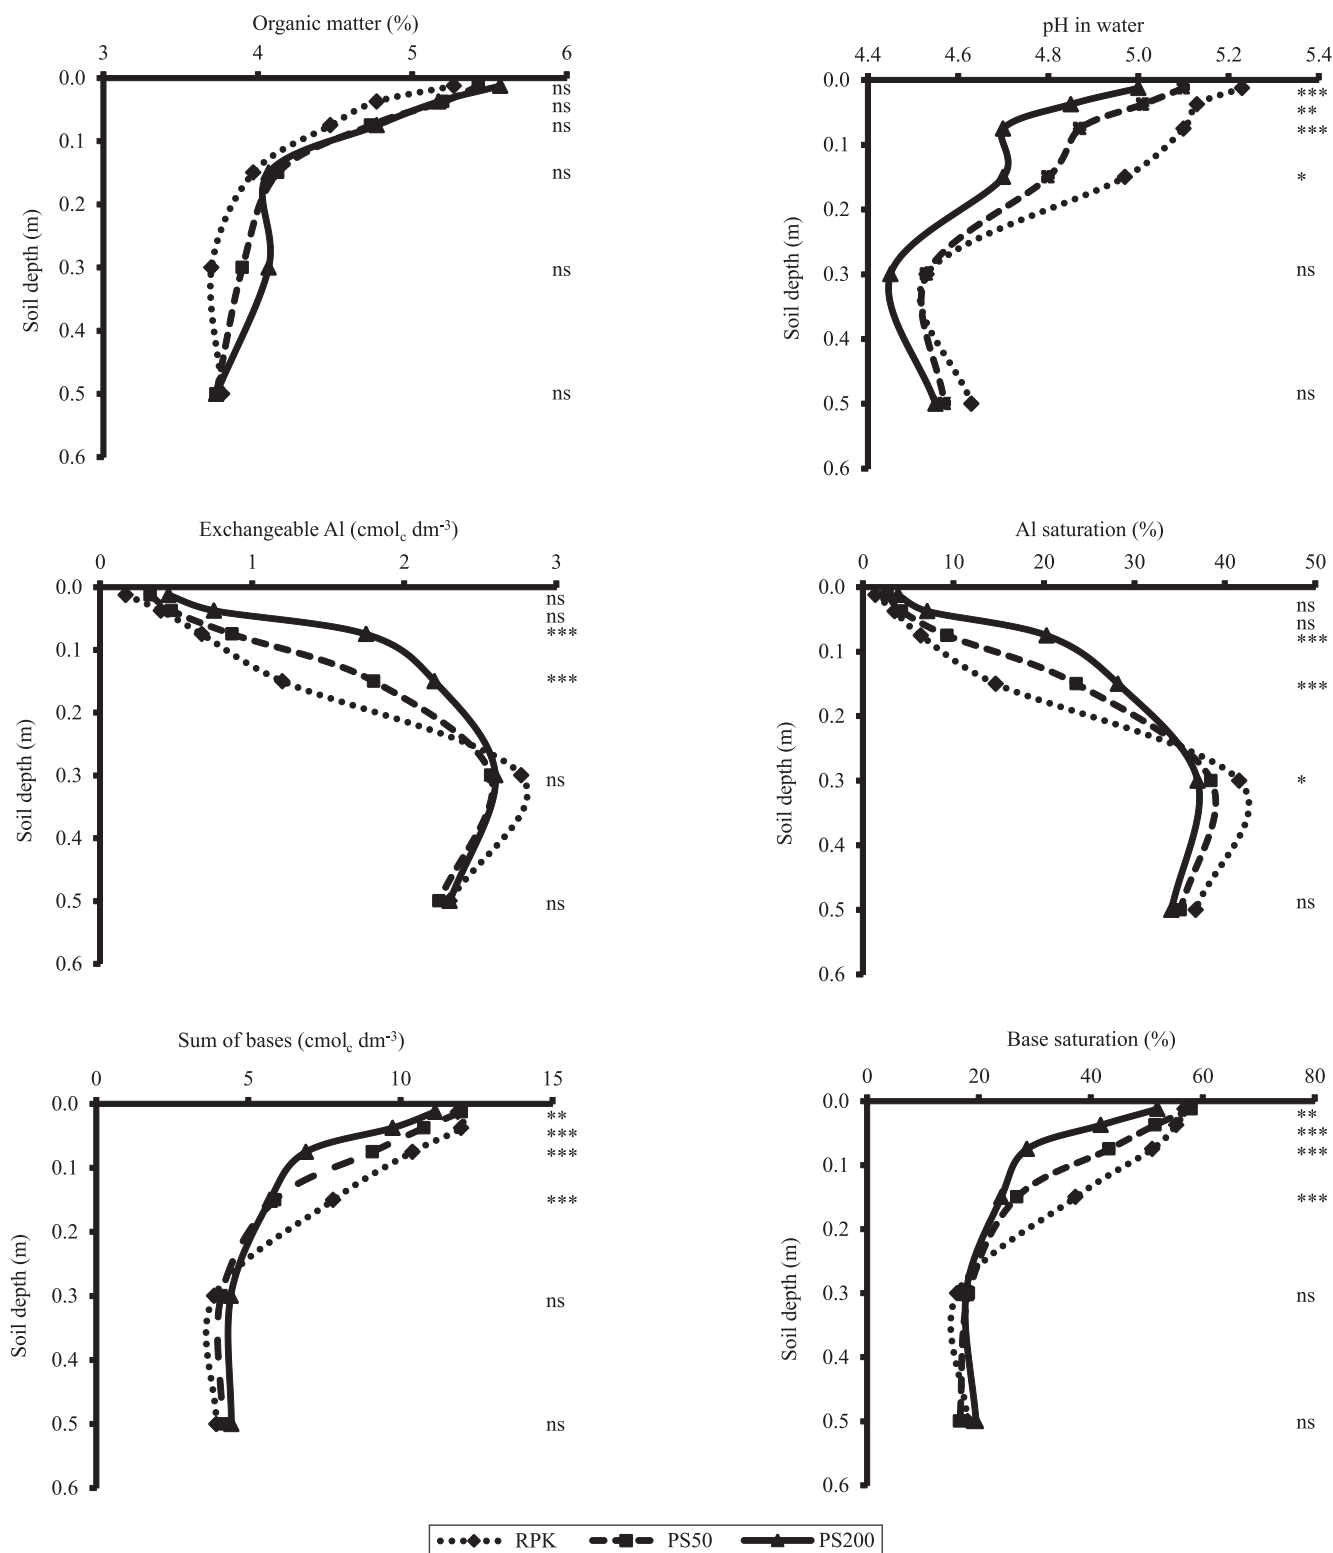 Organic matter (%)
3 4 5 6
0.0
0.1
0.2
0.3
0.4
0.5
0.6
Soil depth (m)
ns
ns
ns
ns
ns
ns
pH in water
4.4 4.6 4.8 5.0 5.2 5.4
0.0
0.1
0.2
0.3
0.4
0.5
0.6
Soil depth (m)
***
**
***
*
ns
ns
Exchangeable Al (cmol_c dm⁻³)
0 1 2 3
0.0
0.1
0.2
0.3
0.4
0.5
0.6
Soil depth (m)
ns
ns
***
***
ns
ns
Al saturation (%)
0 10 20 30 40 50
0.0
0.1
0.2
0.3
0.4
0.5
0.6
Soil depth (m)
ns
ns
***
***
*
ns
Sum of bases (cmol_c dm⁻³)
0 5 10 15
0.0
0.1
0.2
0.3
0.4
0.5
0.6
Soil depth (m)
**
***
***
***
ns
ns
Base saturation (%)
0 20 40 60 80
0.0
0.1
0.2
0.3
0.4
0.5
0.6
Soil depth (m)
**
***
***
***
ns
ns
RPK PS50 PS200